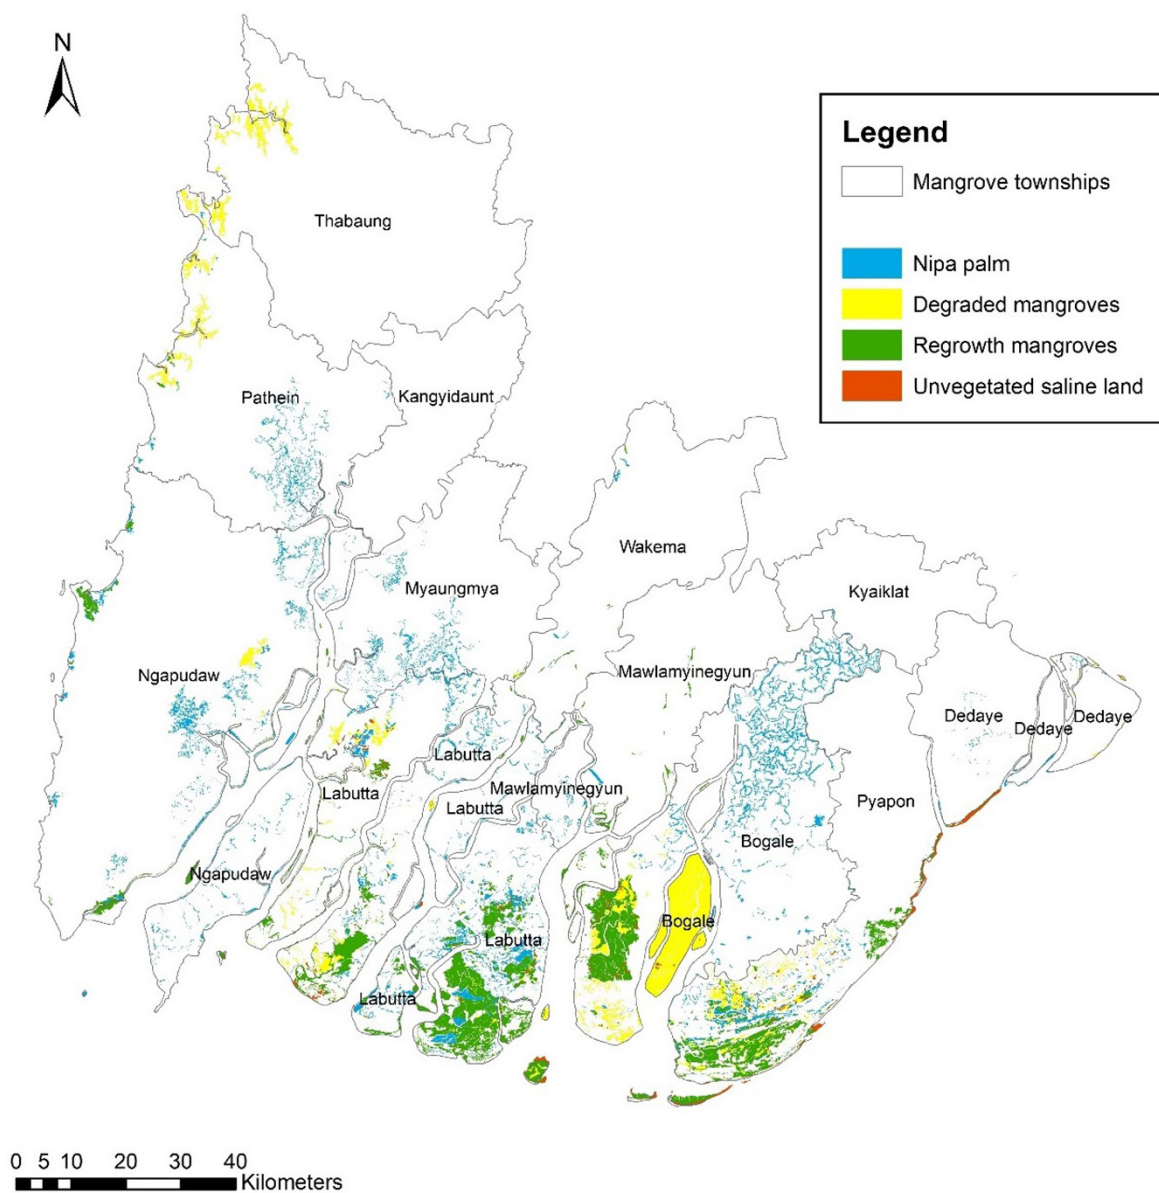 N
Legend
Mangrove townships
Nipa palm
Degraded mangroves
Regrowth mangroves
Unvegetated saline land
Thabaung
Pathein
Kangyidaunt
Wakema
Myaungmya
Kyaiklat
Ngapudaw
Mawlamyinegyun
Dedaye
Dedaye
Dedaye
Labutta
Labutta
Labutta
Mawlamyinegyun
Pyapon
Bogale
Ngapudaw
Bogale
Labutta
Labutta
0 5 10 20 30 40
Kilometers